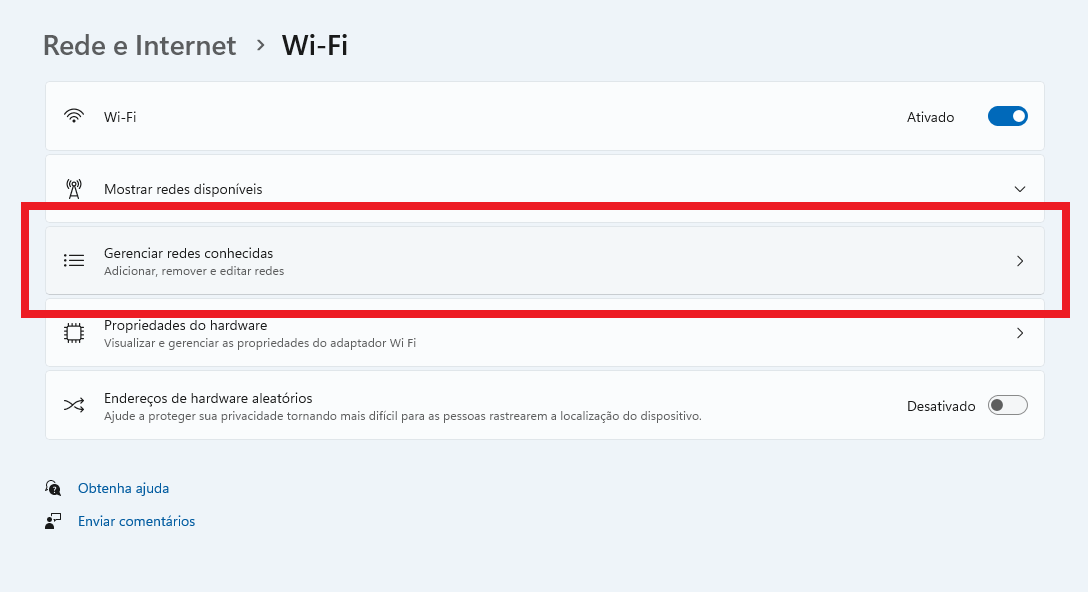 Rede e Internet > Wi-Fi
Wi-Fi
Ativado
Mostrar redes disponíveis
Gerenciar redes conhecidas
Adicionar, remover e editar redes
Propriedades do hardware
Visualizar e gerenciar as propriedades do adaptador Wi Fi
Endereços de hardware aleatórios
Ajude a proteger sua privacidade tornando mais difícil para as pessoas rastrearem a localização do dispositivo.
Desativado
Obtenha ajuda
Enviar comentários